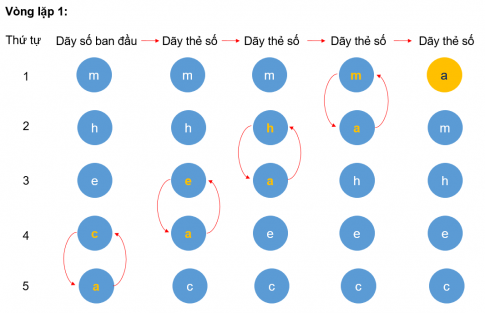 Vòng lặp 1:
Thứ tự Dãy số ban đầu Dãy thẻ số Dãy thẻ số Dãy thẻ số Dãy thẻ số
1 m m m m a
2 h h h a m
3 e e a h h
4 c a e e e
5 a c c c c